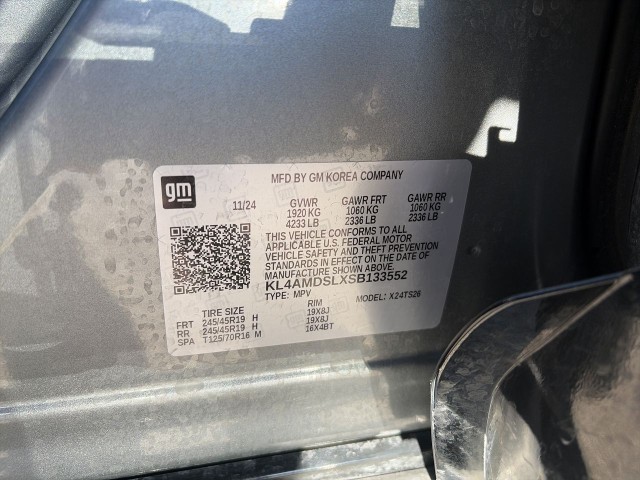 MFD BY GM KOREA COMPANY
gm
11/24 GVWR GAWR FRT GAWR RR
1920 KG 1060 KG 1060 KG
4233 LB 2336 LB 2336 LB
THIS VEHICLE CONFORMS TO ALL
APPLICABLE U.S. FEDERAL MOTOR
VEHICLE SAFETY AND THEFT PREVENTION
STANDARDS IN EFFECT ON THE DATE OF
MANUFACTURE SHOWN ABOVE.
KL4AMDSLXSB133552
TYPE: MPV MODEL: X24TS26
TIRE SIZE RIM
FRT 245/45R19 H 19X8J
RR 245/45R19 H 19X8J
SPA T125/70R16 M 16X4BT